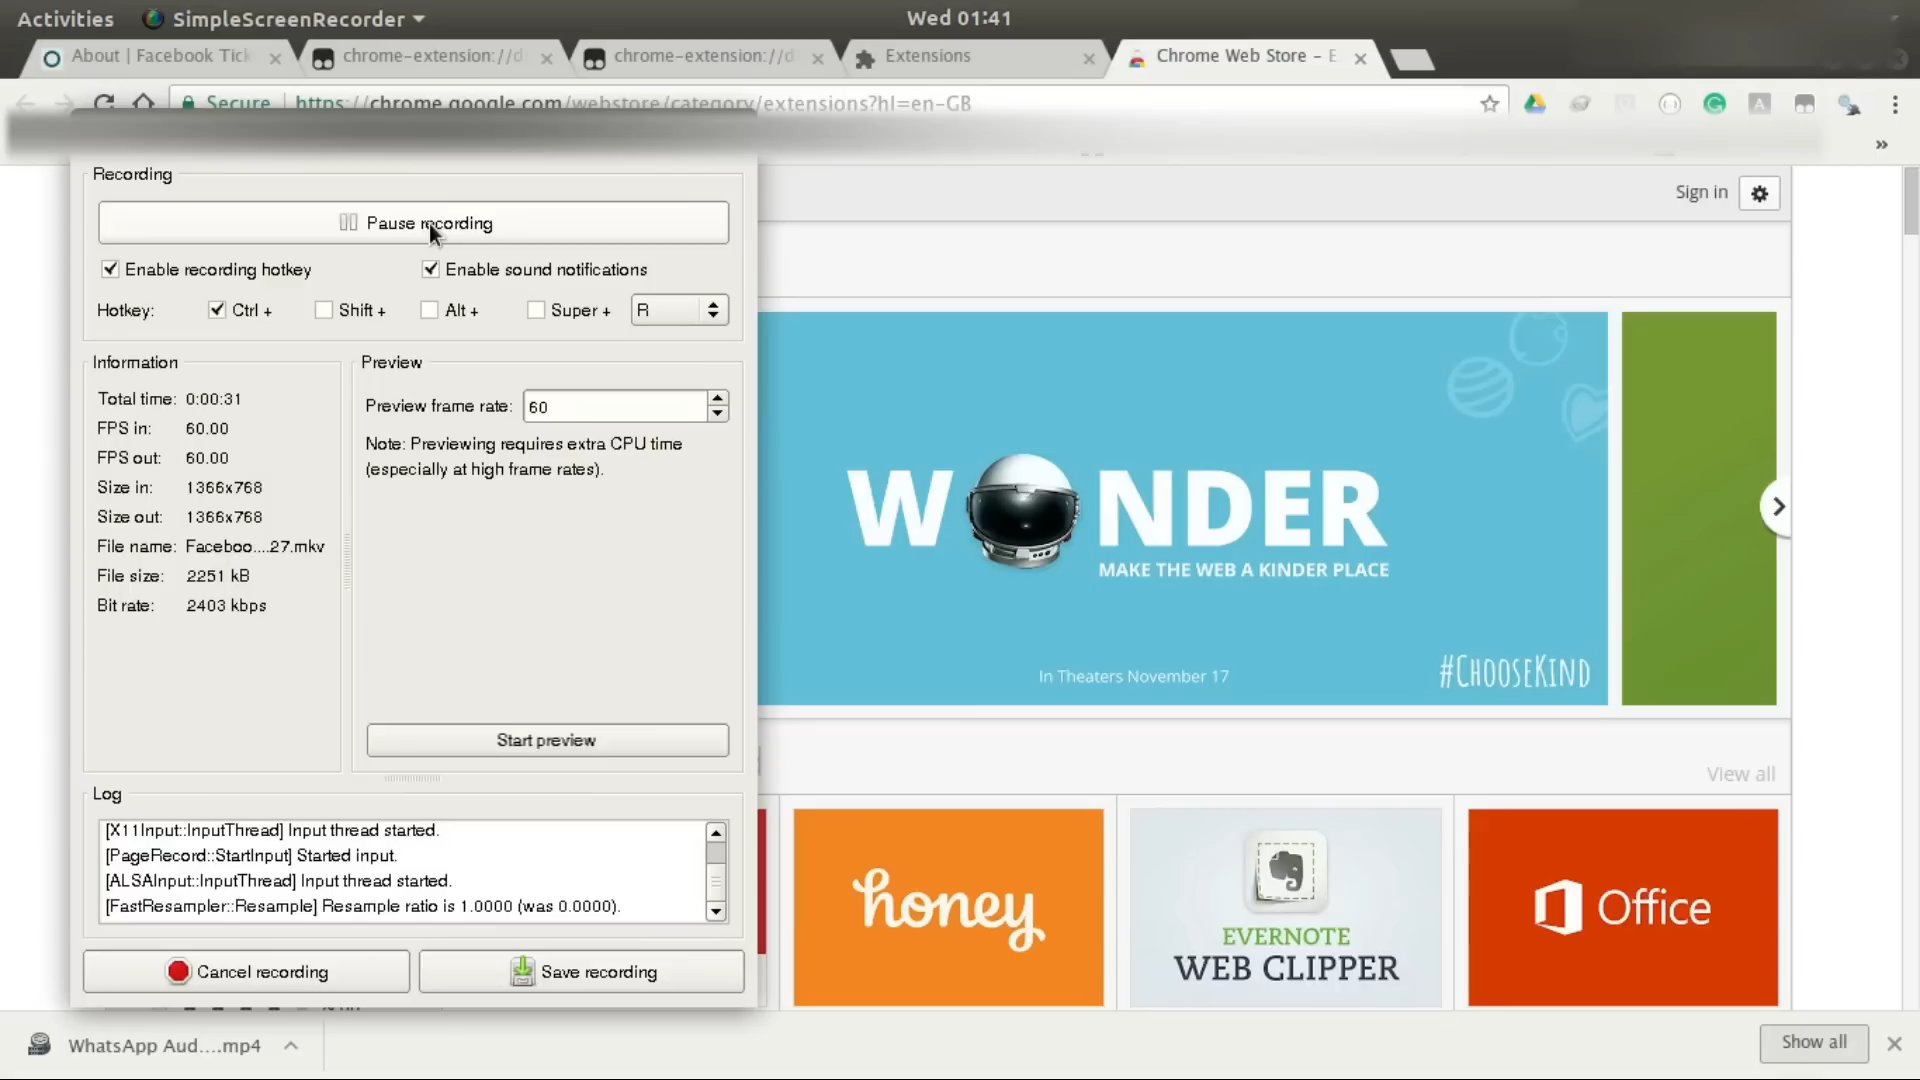 Activities
SimpleScreenRecorder
Wed 01:41
About | Facebook Tick
chrome-extension://d
chrome-extension://d
Extensions
Chrome Web Store - E
Secure
https://chrome.google.com/webstore/category/extensions?hl=en-GB
»
Recording
Pause recording
Enable recording hotkey
Enable sound notifications
Hotkey:
Ctrl +
Shift +
Alt +
Super +
R
Information
Total time: 0:00:31
FPS in: 60.00
FPS out: 60.00
Size in: 1366x768
Size out: 1366x768
File name: Faceboo....27.mkv
File size: 2251 kB
Bit rate: 2403 kbps
Preview
Preview frame rate: 60
Note: Previewing requires extra CPU time
(especially at high frame rates).
Start preview
Log
[X11Input::InputThread] Input thread started.
[PageRecord::StartInput] Started input.
[ALSAInput::InputThread] Input thread started.
[FastResampler::Resample] Resample ratio is 1.0000 (was 0.0000).
Cancel recording
Save recording
Sign in
W NDER
MAKE THE WEB A KINDER PLACE
In Theaters November 17
#CHOOSEKIND
View all
honey
EVERNOTE
WEB CLIPPER
Office
WhatsApp Aud....mp4
Show all